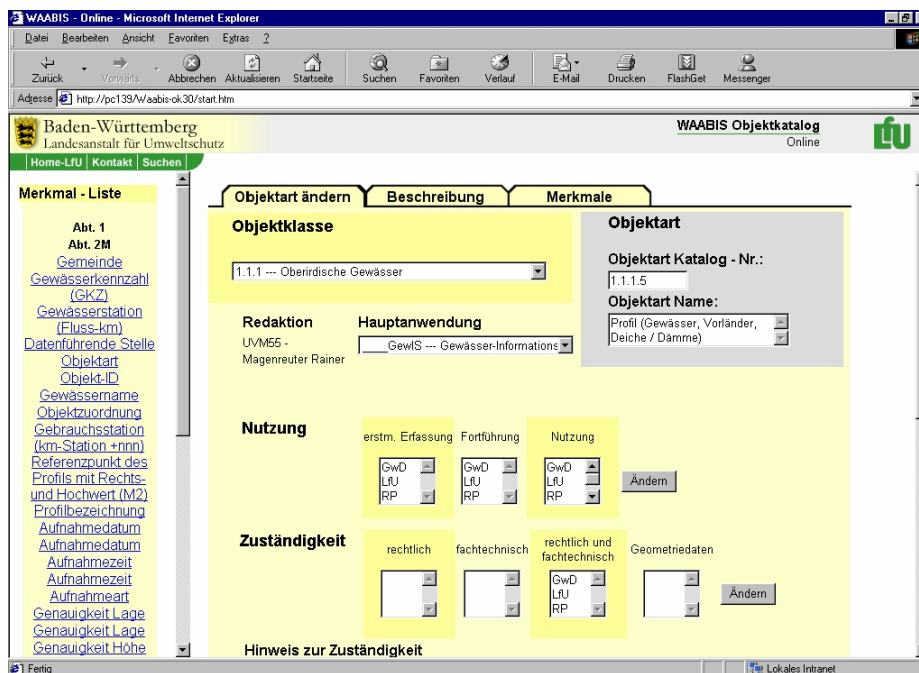 WAABIS - Online - Microsoft Internet Explorer
Datei Bearbeiten Ansicht Favoriten Extras ?
Zurück Vorwärts Abbrechen Aktualisieren Startseite Suchen Favoriten Verlauf E-Mail Drucken FlashGet Messenger
Adresse http://pc139/Waabis-ok30/start.htm
Baden-Württemberg
Landesanstalt für Umweltschutz
WAABIS Objektkatalog
Online
LfU
Home-LfU Kontakt Suchen
Merkmal - Liste
Abt. 1
Abt. 2M
Gemeinde
Gewässerkennzahl
(GKZ)
Gewässerstation
(Fluss-km)
Datenführende Stelle
Objektart
Objekt-ID
Gewässername
Objektzuordnung
Gebrauchsstation
(km-Station +nnn)
Referenzpunkt des
Profils mit Rechts-
und Hochwert (M2)
Profilbezeichnung
Aufnahmedatum
Aufnahmedatum
Aufnahmezeit
Aufnahmezeit
Aufnahmeart
Genauigkeit Lage
Genauigkeit Lage
Genauigkeit Höhe
Objektart ändern Beschreibung Merkmale
Objektklasse
1.1.1 --- Oberirdische Gewässer
Objektart
Objektart Katalog - Nr.:
1.1.1.5
Objektart Name:
Profil (Gewässer, Vorländer,
Deiche / Dämme)
Redaktion
UVM55 -
Magenreuter Rainer
Hauptanwendung
____GewIS --- Gewässer-Informations
Nutzung
erstm. Erfassung Fortführung Nutzung
GwD GwD GwD
LfU LfU LfU
RP RP RP
Ändern
Zuständigkeit
rechtlich fachtechnisch rechtlich und
fachtechnisch Geometriedaten
GwD
LfU
RP
Ändern
Hinweis zur Zuständigkeit
Fertig Lokales Intranet